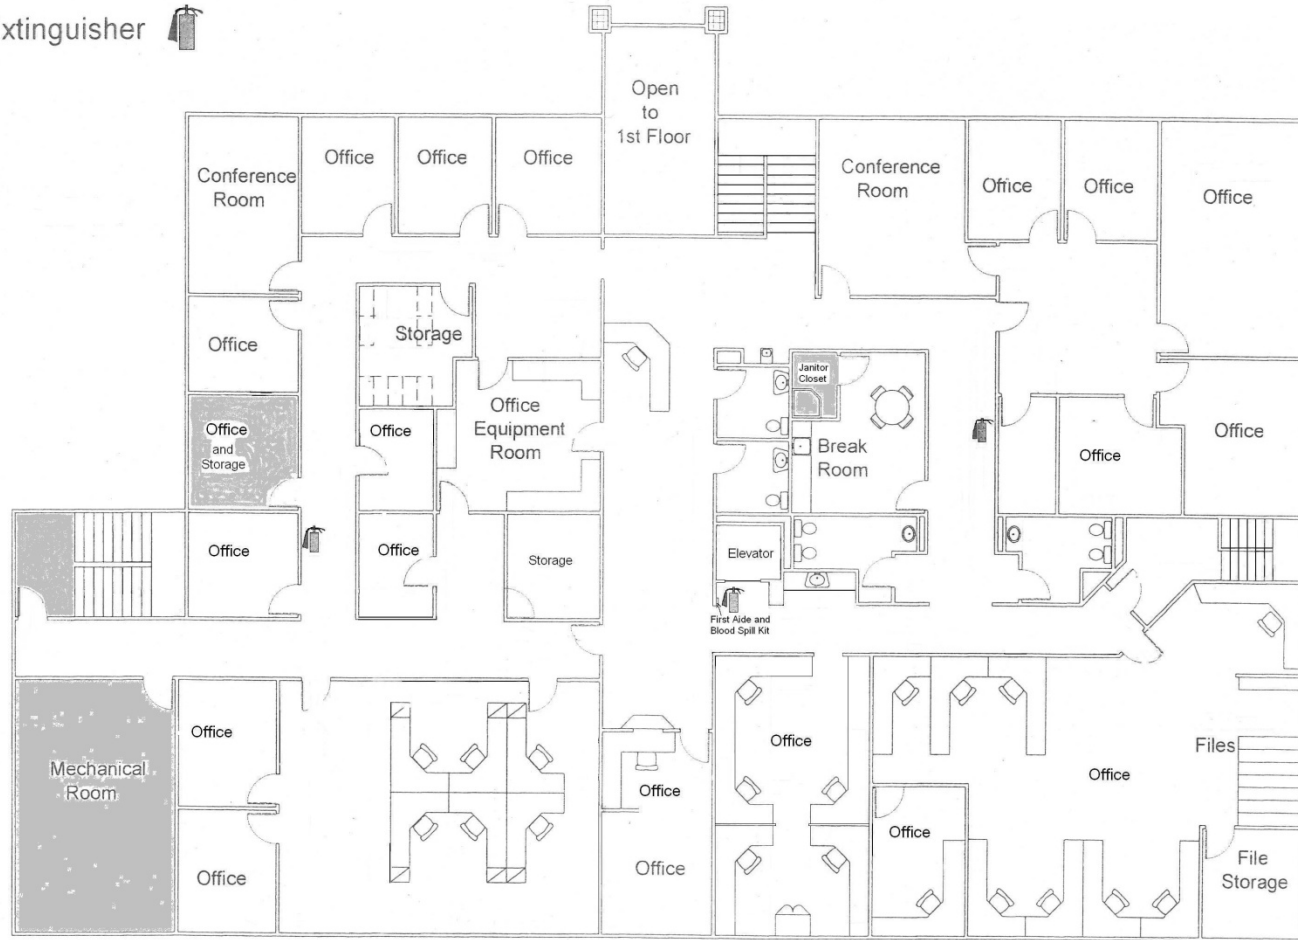 xtinguisher
Open
to
1st Floor
Office
Office
Office
Conference
Room
Conference
Room
Office
Office
Office
Storage
Office
Office
Equipment
Room
Office
Office
and
Storage
Office
Janitor
Closet
Break
Room
Office
Office
Office
Office
Storage
Elevator
First Aide and
Blood Spill Kit
Office
Mechanical
Room
Office
Office
Office
Office
Office
Office
Files
Office
File
Storage